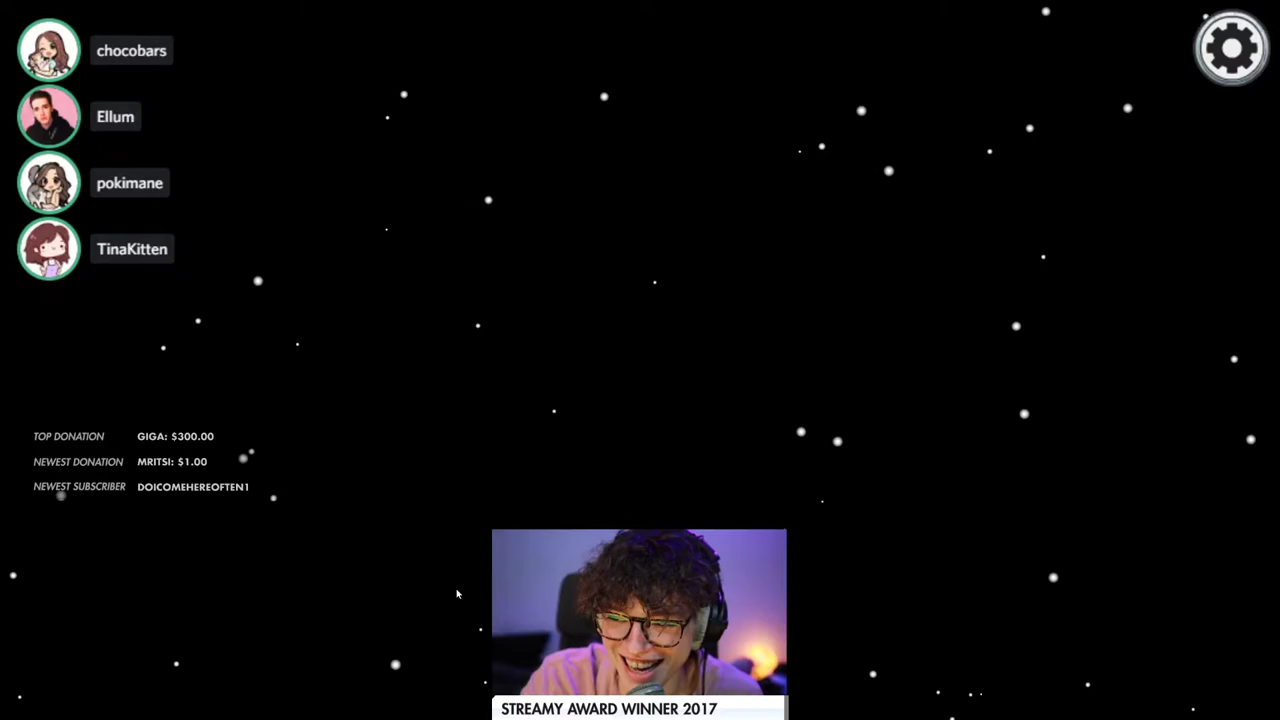 chocobars
Ellum
pokimane
TinaKitten
TOP DONATION GIGA: $300.00
NEWEST DONATION MRITSI: $1.00
NEWEST SUBSCRIBER DOICOMEHEREOFTEN1
STREAMY AWARD WINNER 2017